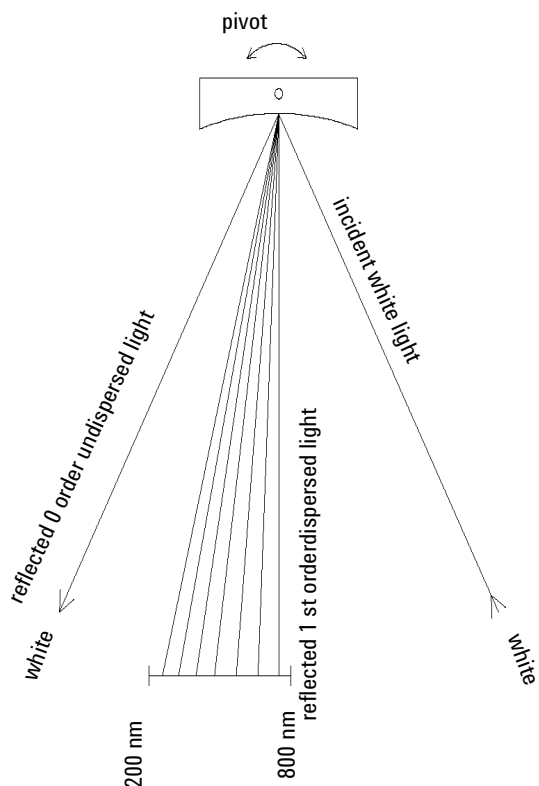 pivot
incident white light
reflected 0 order undispersed light
reflected 1 st orderdispersed light
white
white
200 nm
800 nm